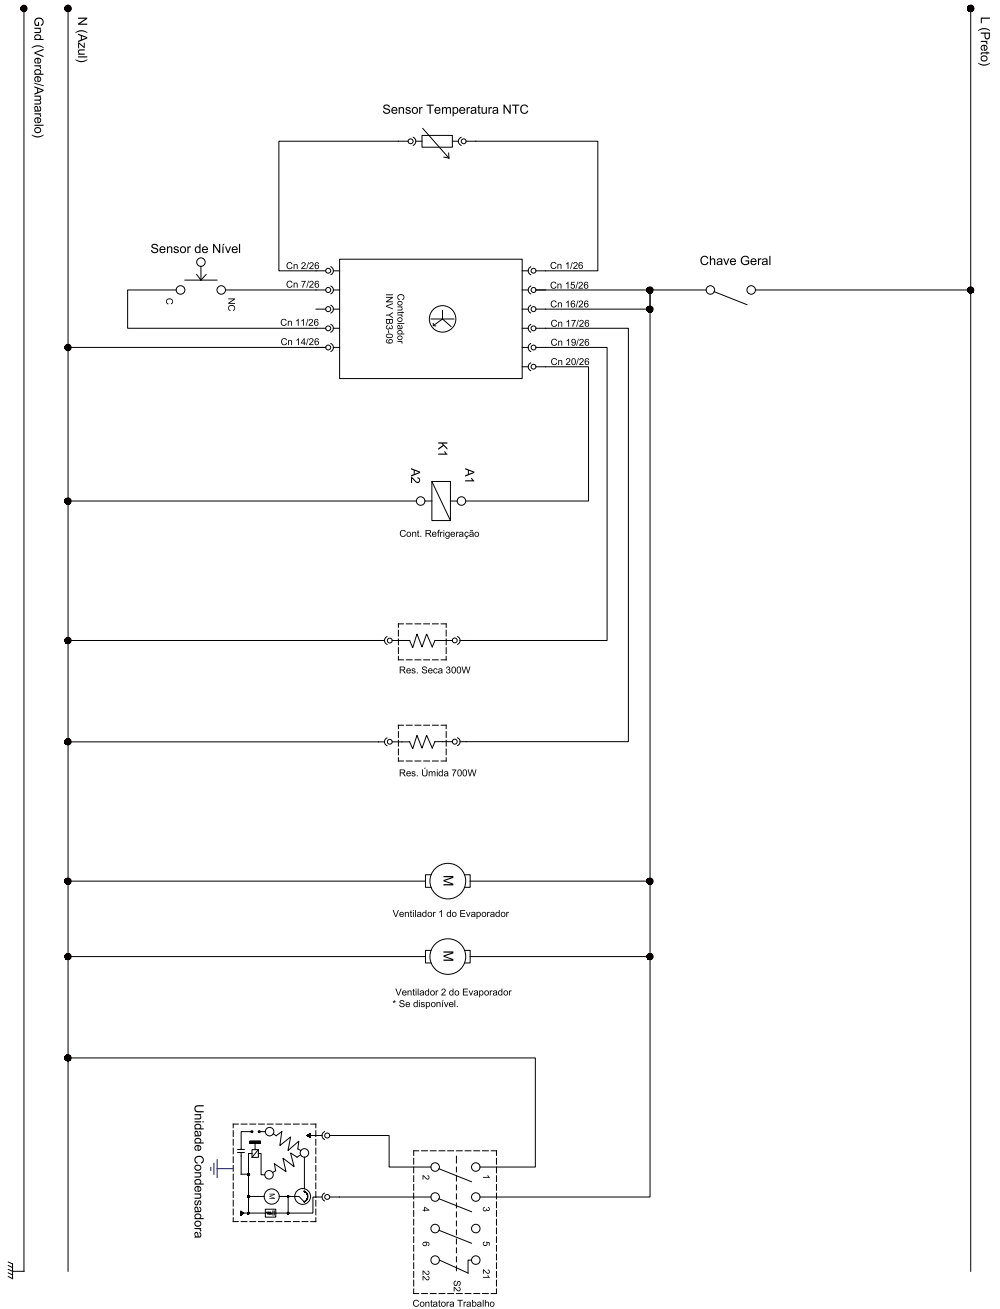 Gnd (Verde/Amarelo)
N (Azul)
L (Preto)
Sensor Temperatura NTC
Sensor de Nível
C
NC
Chave Geral
Cn 2/26
Cn 7/26
Cn 11/26
Cn 14/26
Controlador
INV YB3-09
Cn 1/26
Cn 15/26
Cn 16/26
Cn 17/26
Cn 19/26
Cn 20/26
K1
A2
A1
Cont. Refrigeração
Res. Seca 300W
Res. Úmida 700W
M
Ventilador 1 do Evaporador
M
Ventilador 2 do Evaporador
* Se disponível.
Unidade Condensadora
M
2
1
4
3
6
5
22
21
S2
Contatora Trabalho